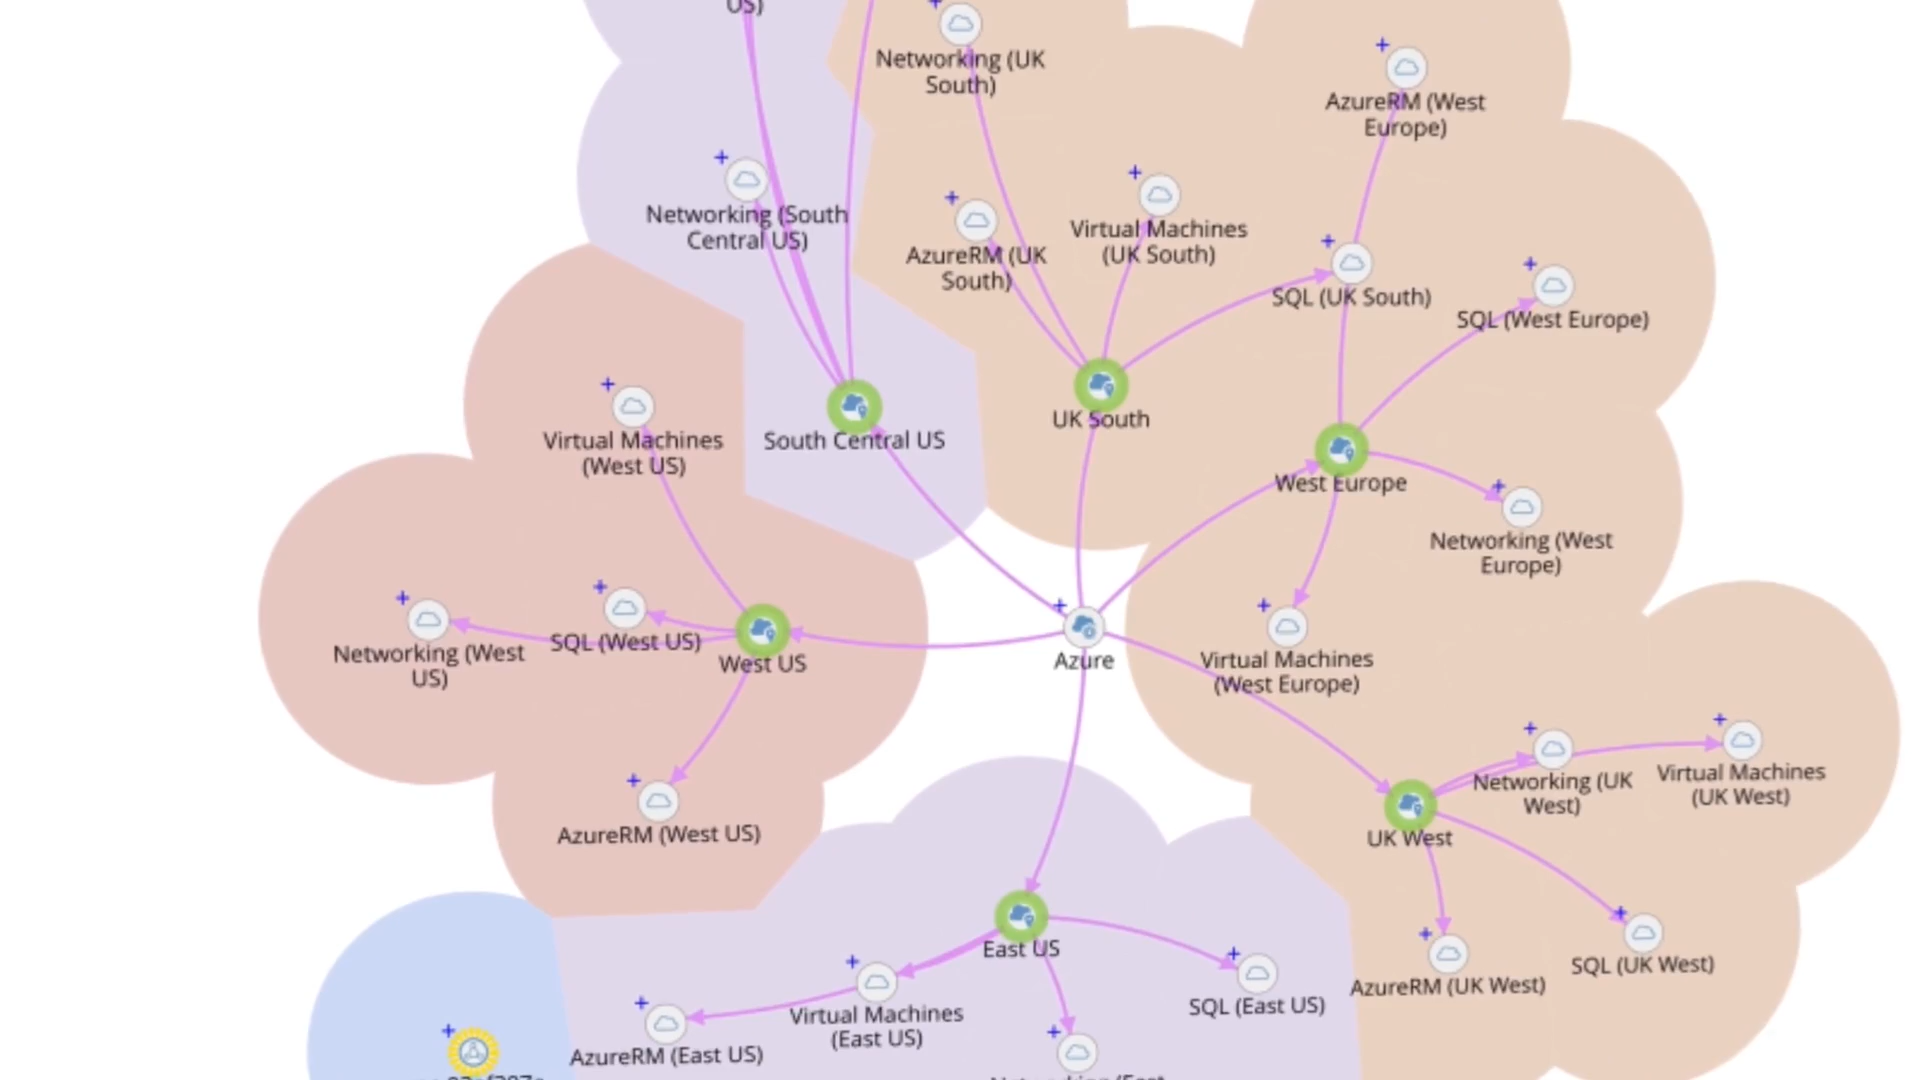 US)
Networking (UK
South)
AzureRM (West
Europe)
Networking (South
Central US)
AzureRM (UK
South)
Virtual Machines
(UK South)
SQL (UK South)
SQL (West Europe)
Virtual Machines
(West US)
South Central US
UK South
West Europe
Networking (West
Europe)
Networking (West
US)
SQL (West US)
West US
Azure
Virtual Machines
(West Europe)
AzureRM (West US)
Networking (UK
West)
Virtual Machines
(UK West)
UK West
East US
AzureRM (East US)
Virtual Machines
(East US)
SQL (East US)
AzureRM (UK West)
SQL (UK West)
Networking (East